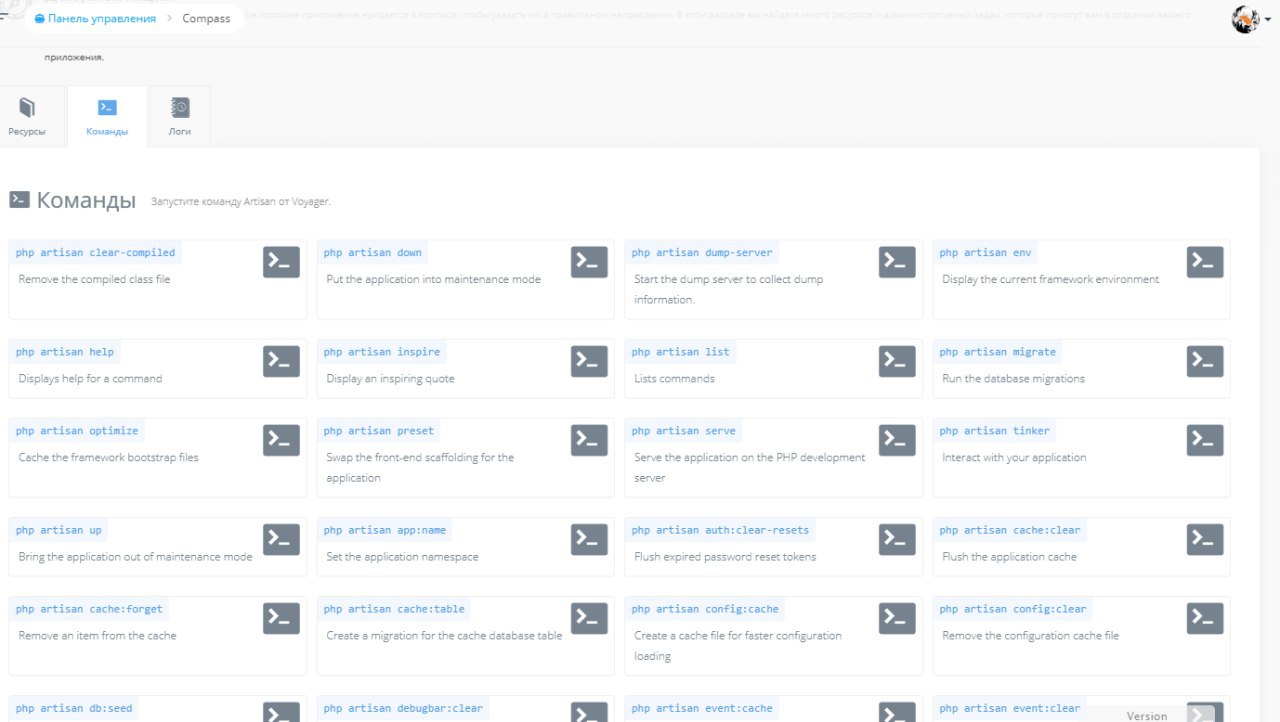 Панель управления > Compass
приложения.
Ресурсы
Команды
Логи
Команды Запустите команду Artisan от Voyager.
php artisan clear-compiled
Remove the compiled class file
php artisan down
Put the application into maintenance mode
php artisan dump-server
Start the dump server to collect dump
information.
php artisan env
Display the current framework environment
php artisan help
Displays help for a command
php artisan inspire
Display an inspiring quote
php artisan list
Lists commands
php artisan migrate
Run the database migrations
php artisan optimize
Cache the framework bootstrap files
php artisan preset
Swap the front-end scaffolding for the
application
php artisan serve
Serve the application on the PHP development
server
php artisan tinker
Interact with your application
php artisan up
Bring the application out of maintenance mode
php artisan app:name
Set the application namespace
php artisan auth:clear-resets
Flush expired password reset tokens
php artisan cache:clear
Flush the application cache
php artisan cache:forget
Remove an item from the cache
php artisan cache:table
Create a migration for the cache database table
php artisan config:cache
Create a cache file for faster configuration
loading
php artisan config:clear
Remove the configuration cache file
php artisan db:seed
php artisan debugbar:clear
php artisan event:cache
php artisan event:clear
Version